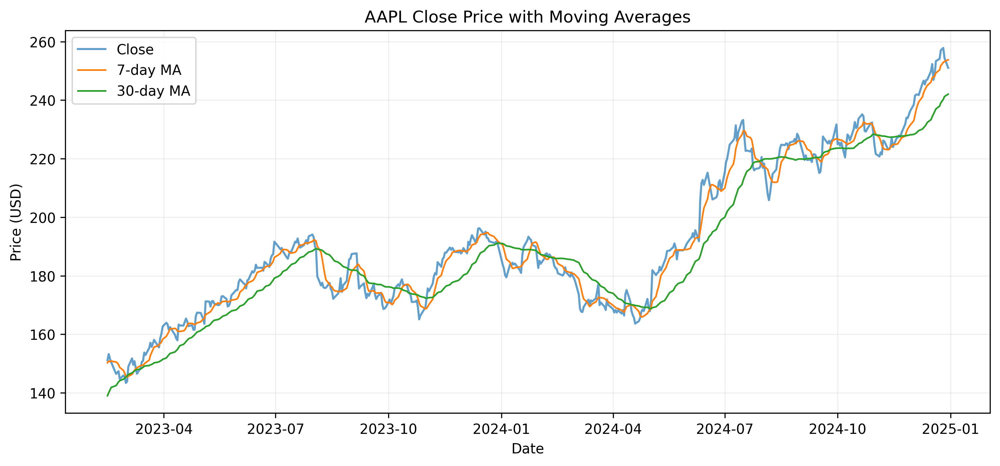 AAPL Close Price with Moving Averages
Close
7-day MA
30-day MA
260
240
220
200
180
160
140
Price (USD)
2023-04 2023-07 2023-10 2024-01 2024-04 2024-07 2024-10 2025-01
Date